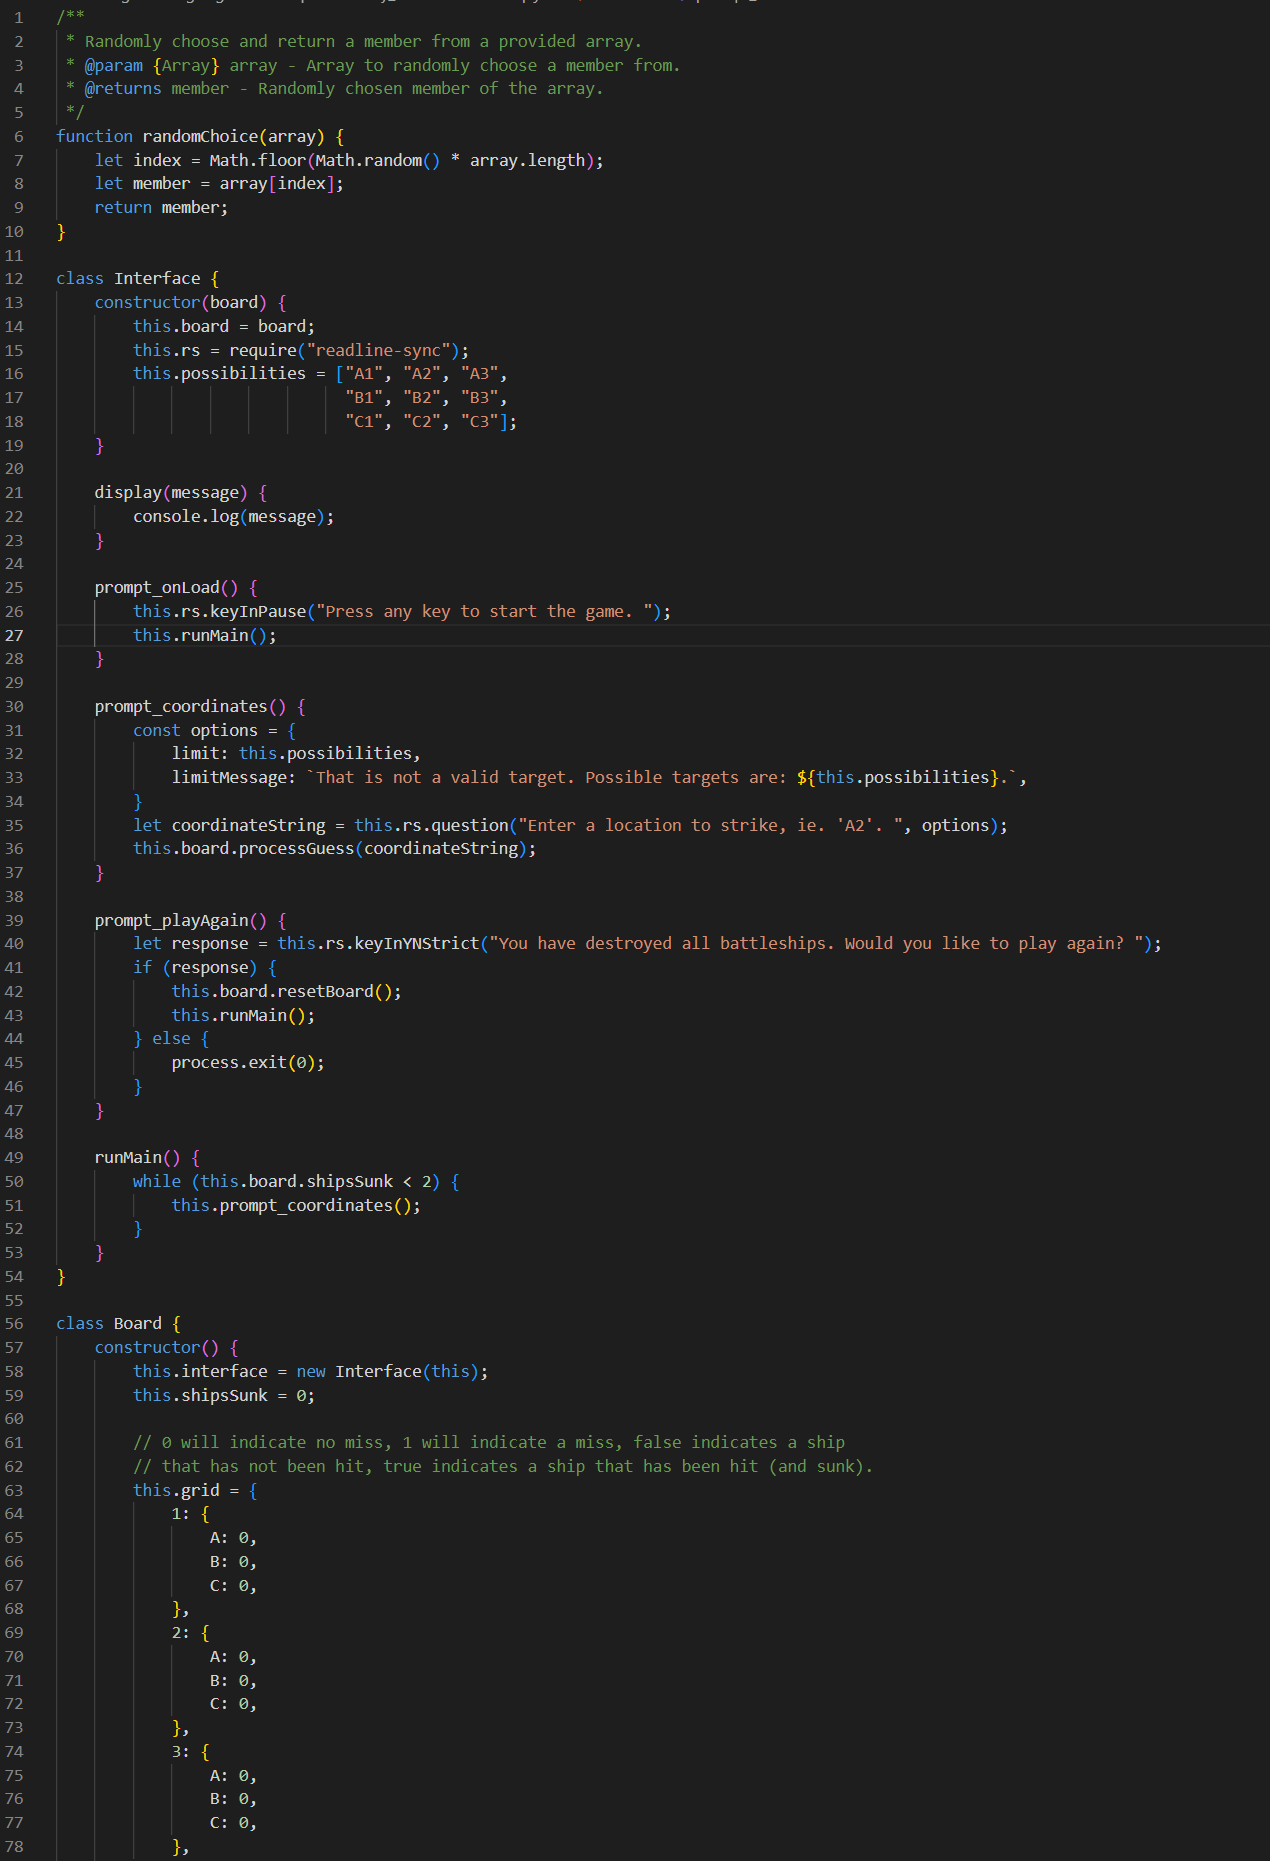 1 /**
2 * Randomly choose and return a member from a provided array.
3 * @param {Array} array - Array to randomly choose a member from.
4 * @returns member - Randomly chosen member of the array.
5 */
6 function randomChoice(array) {
7 let index = Math.floor(Math.random() * array.length);
8 let member = array[index];
9 return member;
10 }
11
12 class Interface {
13 constructor(board) {
14 this.board = board;
15 this.rs = require("readline-sync");
16 this.possibilities = ["A1", "A2", "A3",
17 "B1", "B2", "B3",
18 "C1", "C2", "C3"];
19 }
20
21 display(message) {
22 console.log(message);
23 }
24
25 prompt_onLoad() {
26 this.rs.keyInPause("Press any key to start the game. ");
27 this.runMain();
28 }
29
30 prompt_coordinates() {
31 const options = {
32 limit: this.possibilities,
33 limitMessage: `That is not a valid target. Possible targets are: ${this.possibilities}.`,
34 }
35 let coordinateString = this.rs.question("Enter a location to strike, ie. 'A2'. ", options);
36 this.board.processGuess(coordinateString);
37 }
38
39 prompt_playAgain() {
40 let response = this.rs.keyInYNStrict("You have destroyed all battleships. Would you like to play again? ");
41 if (response) {
42 this.board.resetBoard();
43 this.runMain();
44 } else {
45 process.exit(0);
46 }
47 }
48
49 runMain() {
50 while (this.board.shipsSunk < 2) {
51 this.prompt_coordinates();
52 }
53 }
54 }
55
56 class Board {
57 constructor() {
58 this.interface = new Interface(this);
59 this.shipsSunk = 0;
60
61 // 0 will indicate no miss, 1 will indicate a miss, false indicates a ship
62 // that has not been hit, true indicates a ship that has been hit (and sunk).
63 this.grid = {
64 1: {
65 A: 0,
66 B: 0,
67 C: 0,
68 },
69 2: {
70 A: 0,
71 B: 0,
72 C: 0,
73 },
74 3: {
75 A: 0,
76 B: 0,
77 C: 0,
78 },